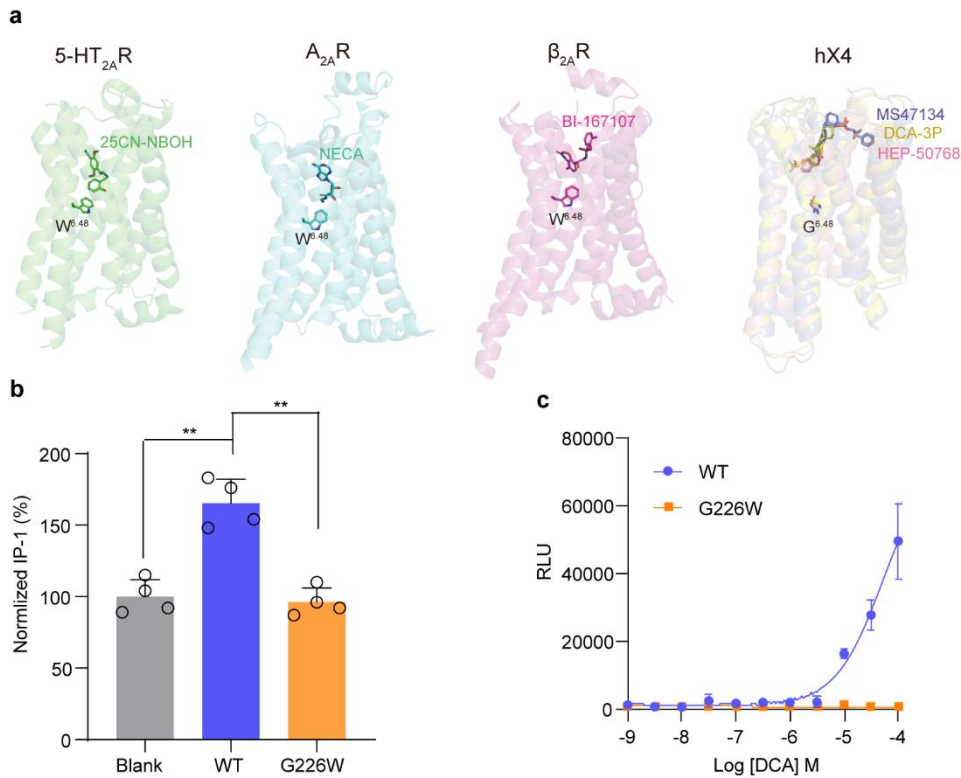 a
5-HT2AR
A2AR
β2AR
hX4
25CN-NBOH
W6.48
NECA
W6.48
BI-167107
W6.48
MS47134
DCA-3P
HEP-50768
G6.48
b
Normlized IP-1 (%)
200
150
100
50
0
**
**
Blank
WT
G226W
c
RLU
80000
60000
40000
20000
0
WT
G226W
-9
-8
-7
-6
-5
-4
Log [DCA] M